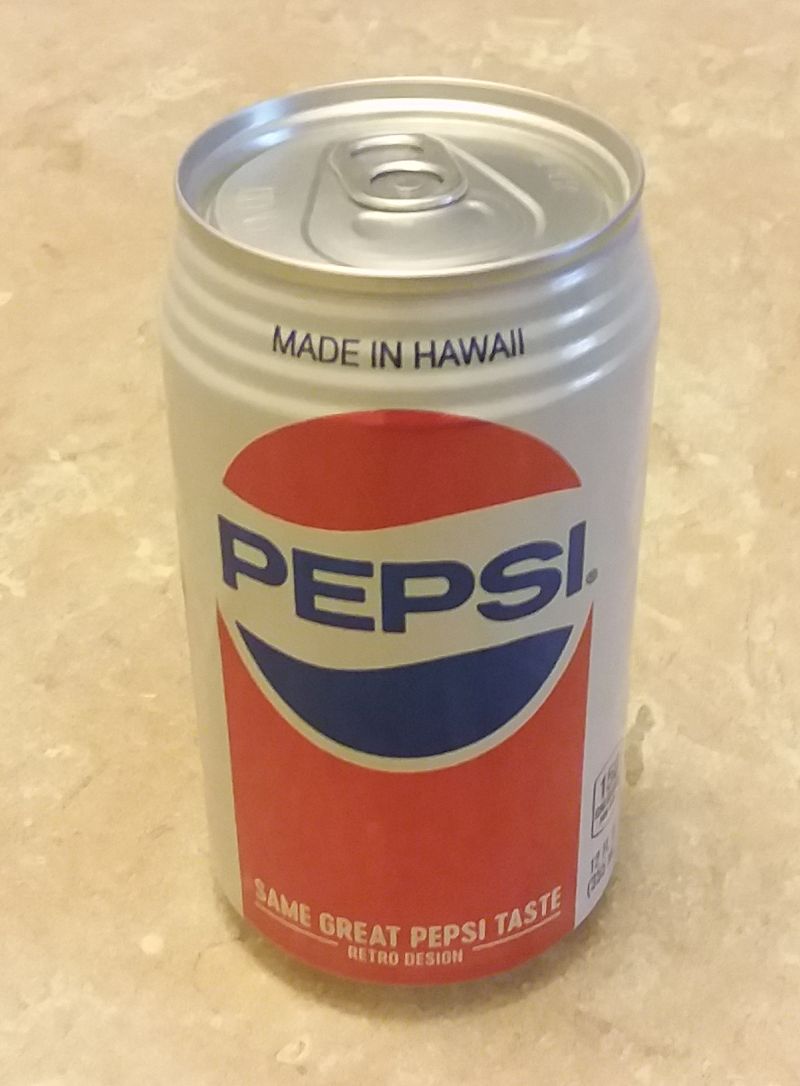 MADE IN HAWAII
PEPSI
SAME GREAT PEPSI TASTE
RETRO DESIGN